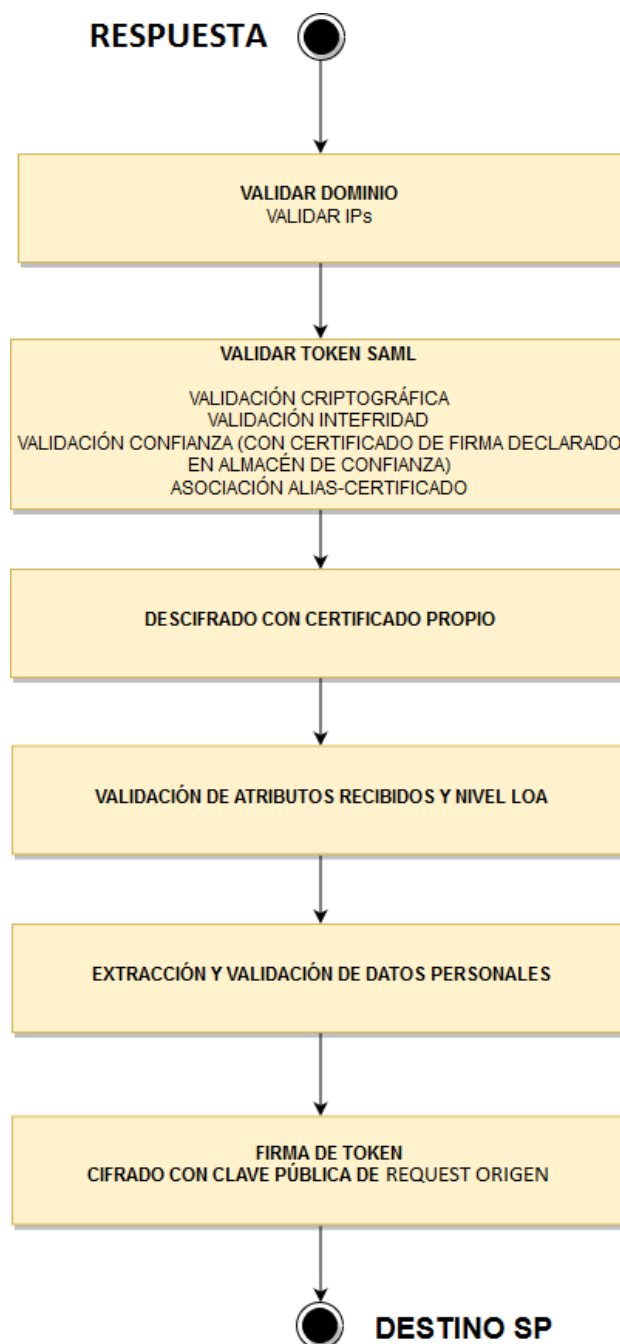 RESPUESTA
VALIDAR DOMINIO
VALIDAR IPs
VALIDAR TOKEN SAML
VALIDACIÓN CRIPTOGRÁFICA
VALIDACIÓN INTEFRIDAD
VALIDACIÓN CONFIANZA (CON CERTIFICADO DE FIRMA DECLARADO
EN ALMACÉN DE CONFIANZA)
ASOCIACIÓN ALIAS-CERTIFICADO
DESCIFRADO CON CERTIFICADO PROPIO
VALIDACIÓN DE ATRIBUTOS RECIBIDOS Y NIVEL LOA
EXTRACCIÓN Y VALIDACIÓN DE DATOS PERSONALES
FIRMA DE TOKEN
CIFRADO CON CLAVE PÚBLICA DE REQUEST ORIGEN
DESTINO SP